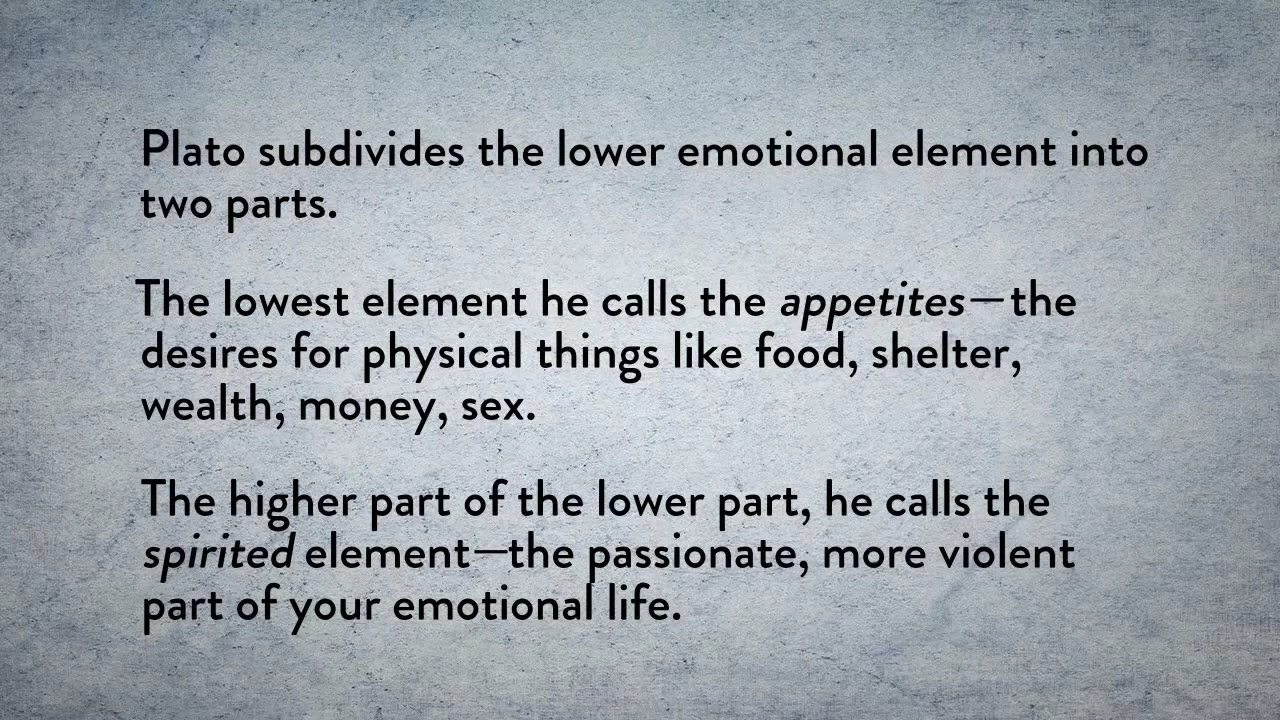 Plato subdivides the lower emotional element into
two parts.
The lowest element he calls the appetites—the
desires for physical things like food, shelter,
wealth, money, sex.
The higher part of the lower part, he calls the
spirited element—the passionate, more violent
part of your emotional life.